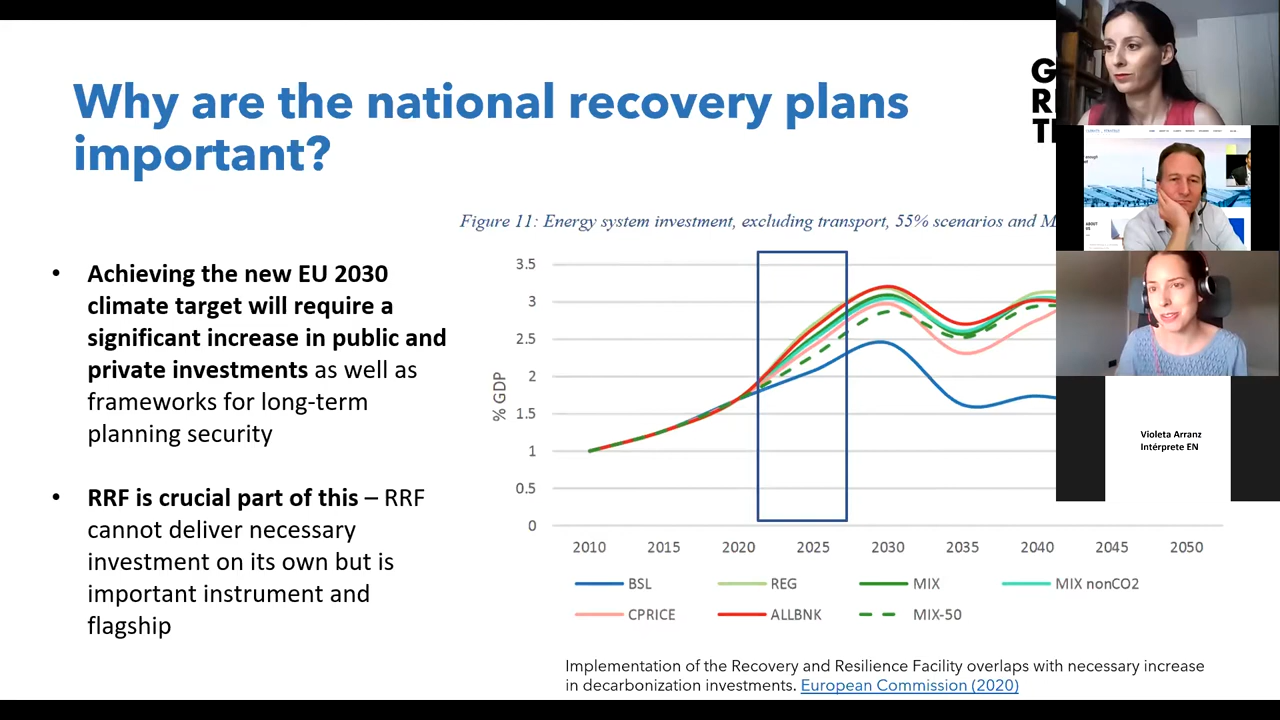 Why are the national recovery plans
important?
G
R
T
Figure 11: Energy system investment, excluding transport, 55% scenarios and M
• Achieving the new EU 2030
climate target will require a
significant increase in public and
private investments as well as
frameworks for long-term
planning security
• RRF is crucial part of this – RRF
cannot deliver necessary
investment on its own but is
important instrument and
flagship
% GDP
3.5
3
2.5
2
1.5
1
0.5
0
2010 2015 2020 2025 2030 2035 2040 2045 2050
BSL REG MIX MIX nonCO2
CPRICE ALLBNK MIX-50
Implementation of the Recovery and Resilience Facility overlaps with necessary increase
in decarbonization investments. European Commission (2020)
ABOUT
US
Violeta Arranz
Intérprete EN